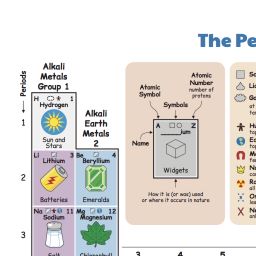 The Pe
Alkali
Metals
Group 1
Periods
H 1
Hydrogen
Sun and
Stars
1
Alkali
Earth
Metals
2
Li 3
Lithium
Batteries
Be 4
Beryllium
Emeralds
2
Na 11
Sodium
Salt
Mg 12
Magnesium
Chlorophyll
3
Atomic
Symbol
Atomic
Number
number of
protons
Symbols
Name
A Z
ium
Widgets
How it is (or was) used
or where it occurs in nature
3 4 5
S
L
G
H
E
M
N
R
O
N